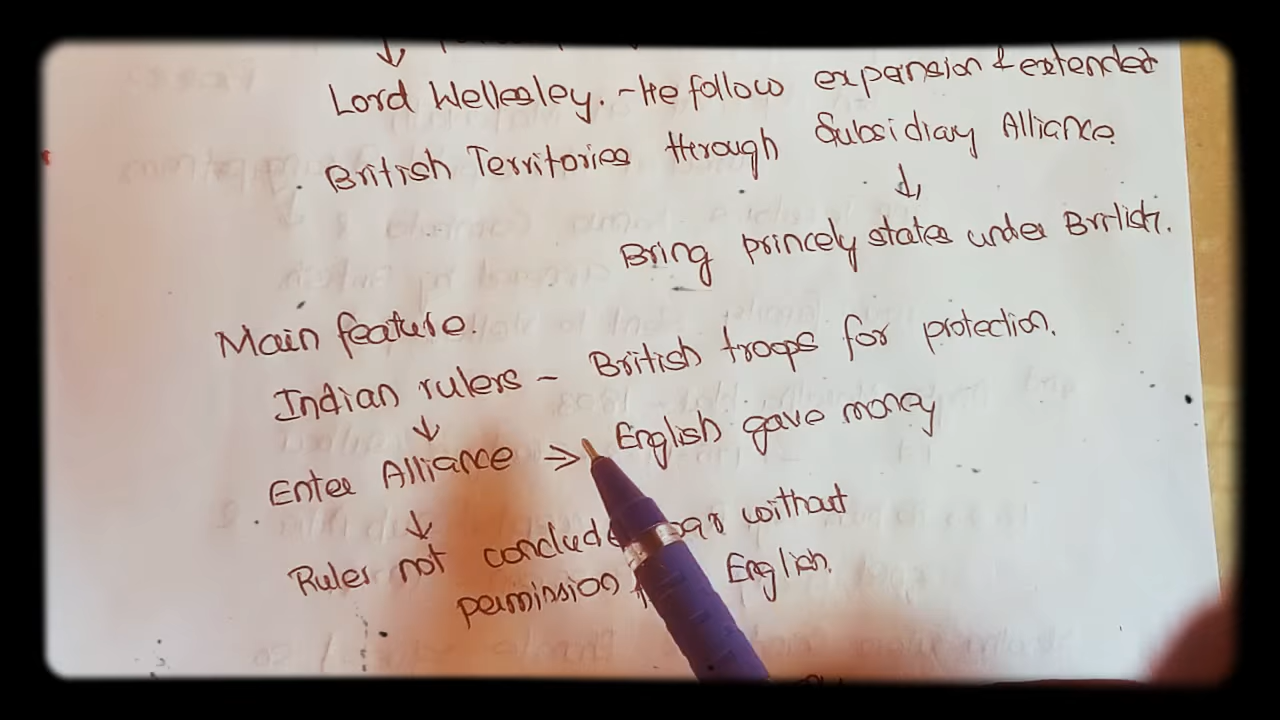 ↓
Lord Wellesley. - He follow expansion & extended
British Territories through Subsidiary Alliance.
↓
Bring princely states under British.
Main feature.
Indian rulers - British troops for protection.
↓
Enter Alliance → English gave money
↓
Ruler not conclude war without
permission English.